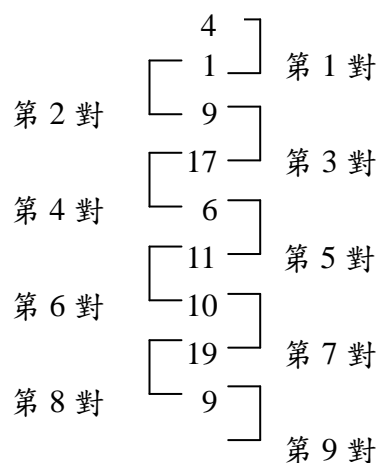 4
1 第 1 對
第 2 對 9
17 第 3 對
第 4 對 6
11 第 5 對
第 6 對 10
19 第 7 對
第 8 對 9
第 9 對